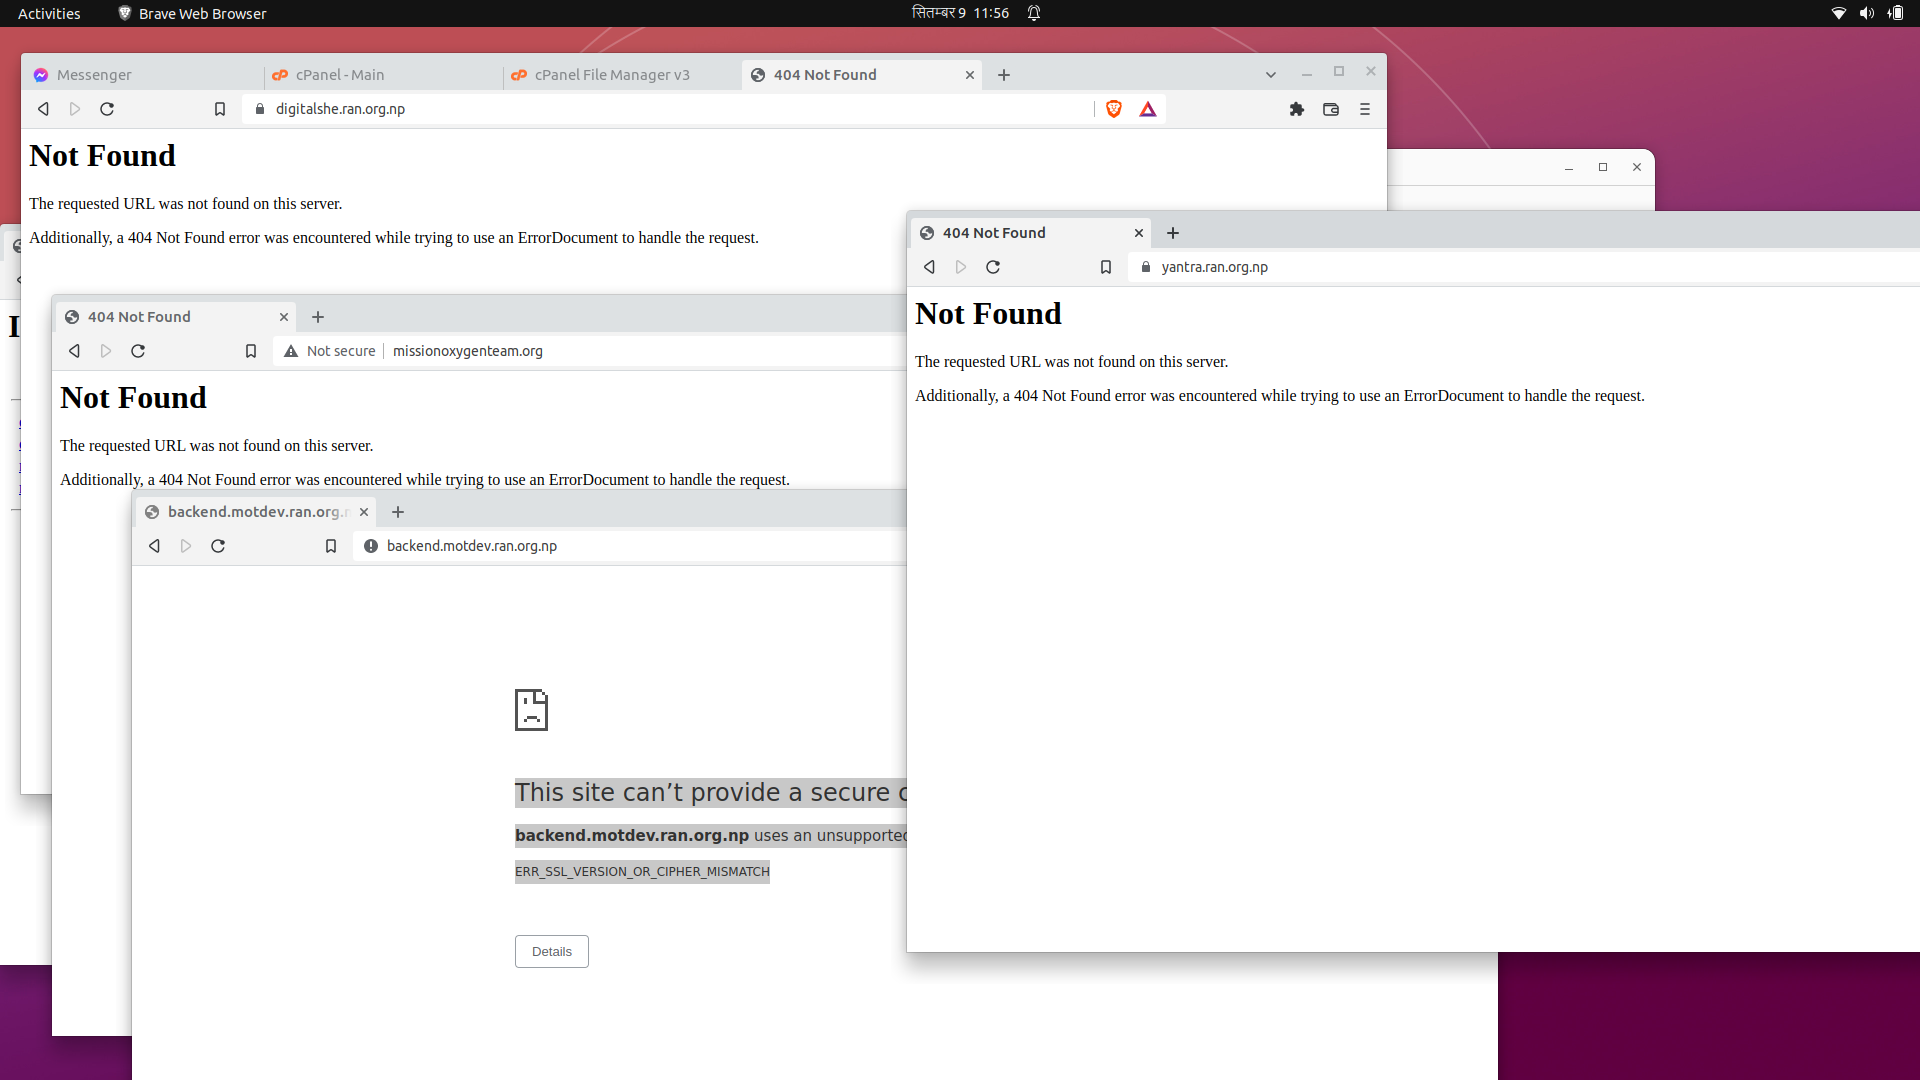 Activities
Brave Web Browser
सितम्बर 9 11:56
Messenger
cPanel - Main
cPanel File Manager v3
404 Not Found
digitalshe.ran.org.np
Not Found
The requested URL was not found on this server.
Additionally, a 404 Not Found error was encountered while trying to use an ErrorDocument to handle the request.
404 Not Found
yantra.ran.org.np
Not Found
The requested URL was not found on this server.
Additionally, a 404 Not Found error was encountered while trying to use an ErrorDocument to handle the request.
404 Not Found
Not secure
missionoxygenteam.org
Not Found
The requested URL was not found on this server.
Additionally, a 404 Not Found error was encountered while trying to use an ErrorDocument to handle the request.
backend.motdev.ran.org.n
backend.motdev.ran.org.np
This site can’t provide a secure c
backend.motdev.ran.org.np uses an unsupported
ERR_SSL_VERSION_OR_CIPHER_MISMATCH
Details